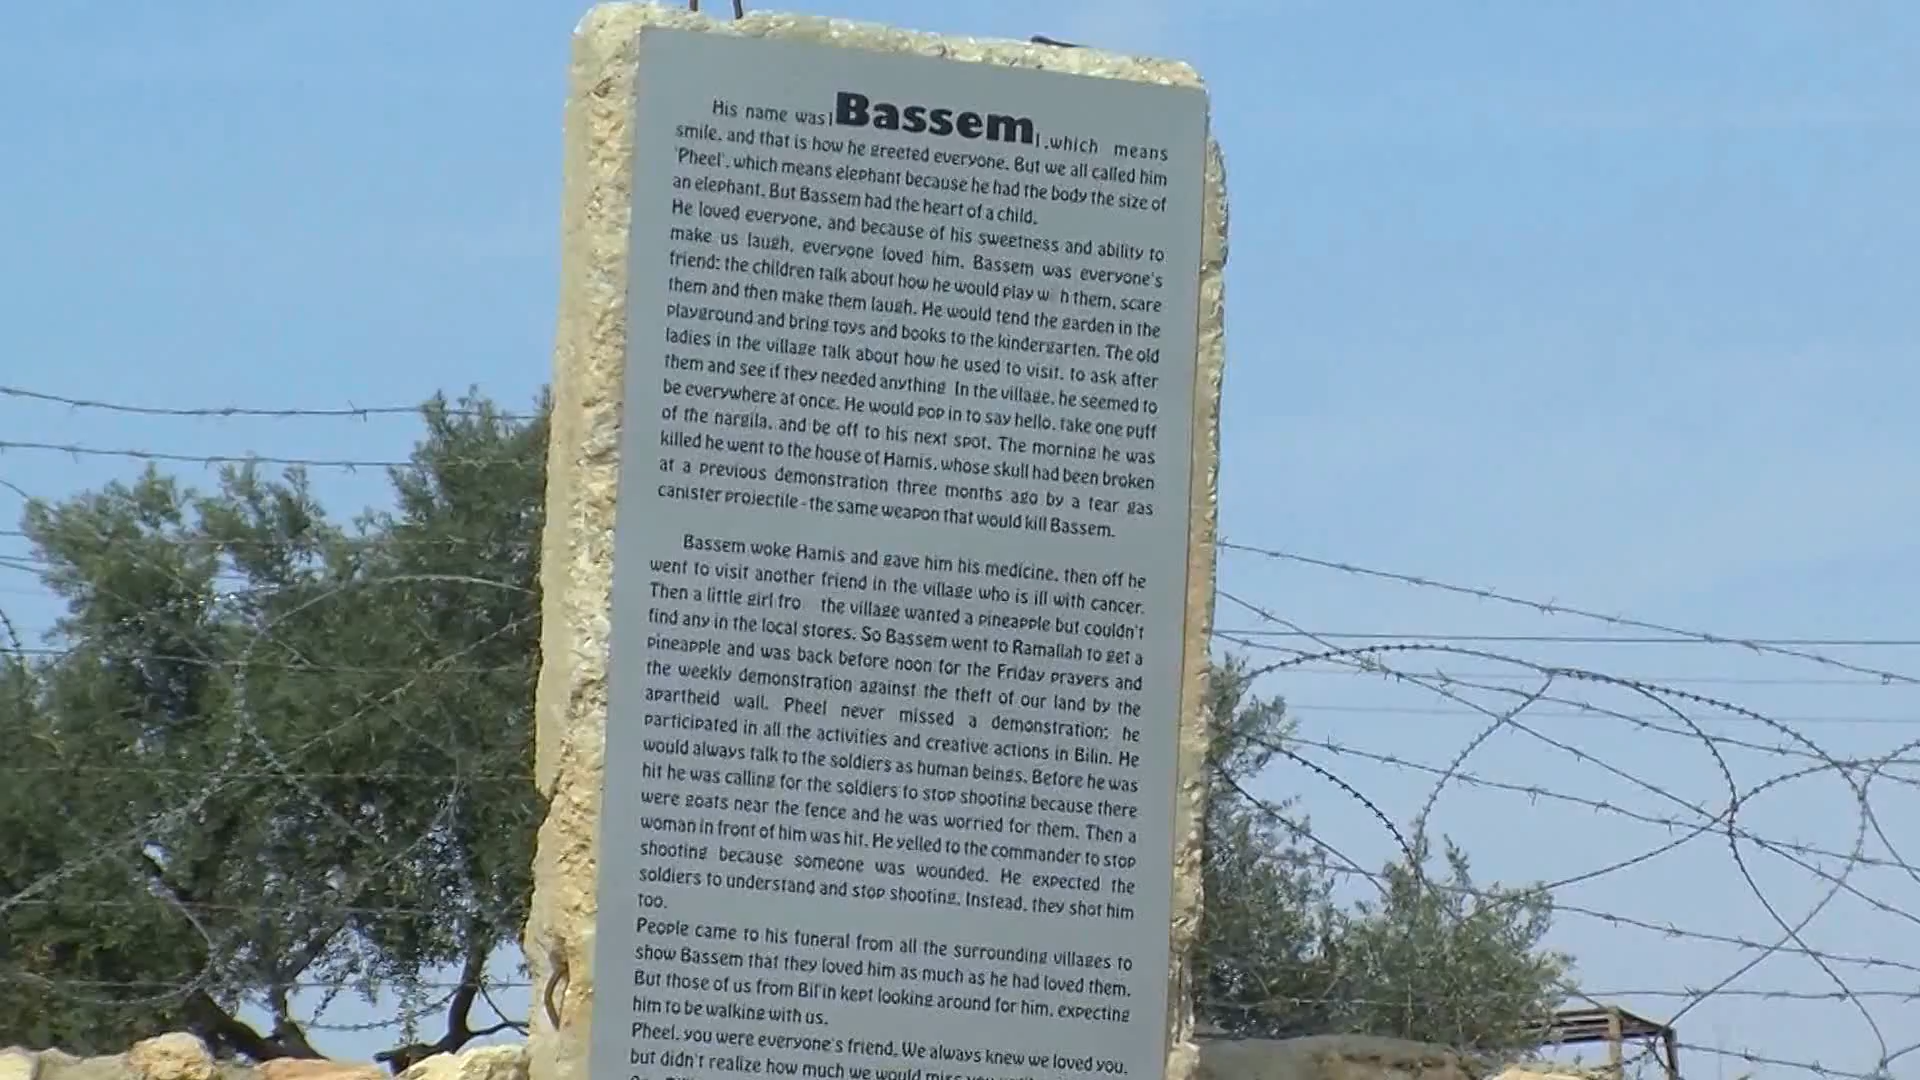 His name was Bassem, which means
smile, and that is how he greeted everyone. But we all called him
'Pheel', which means elephant because he had the body the size of
an elephant. But Bassem had the heart of a child.
He loved everyone, and because of his sweetness and ability to
make us laugh, everyone loved him. Bassem was everyone's
friend; the children talk about how he would play w h them, scare
them and then make them laugh. He would tend the garden in the
playground and bring toys and books to the kindergarten. The old
ladies in the village talk about how he used to visit, to ask after
them and see if they needed anything In the village, he seemed to
be everywhere at once. He would pop in to say hello, take one puff
of the nargila, and be off to his next spot. The morning he was
killed he went to the house of Hamis, whose skull had been broken
at a previous demonstration three months ago by a tear gas
canister projectile - the same weapon that would kill Bassem.
Bassem woke Hamis and gave him his medicine, then off he
went to visit another friend in the village who is ill with cancer.
Then a little girl fro the village wanted a pineapple but couldn't
find any in the local stores. So Bassem went to Ramallah to get a
pineapple and was back before noon for the Friday prayers and
the weekly demonstration against the theft of our land by the
apartheid wall. Pheel never missed a demonstration; he
participated in all the activities and creative actions in Bilin. He
would always talk to the soldiers as human beings. Before he was
hit he was calling for the soldiers to stop shooting because there
were goats near the fence and he was worried for them. Then a
woman in front of him was hit. He yelled to the commander to stop
shooting because someone was wounded. He expected the
soldiers to understand and stop shooting. Instead, they shot him
too.
People came to his funeral from all the surrounding villages to
show Bassem that they loved him as much as he had loved them.
But those of us from Bil'in kept looking around for him, expecting
him to be walking with us.
Pheel, you were everyone's friend. We always knew we loved you,
but didn't realize how much we would miss you